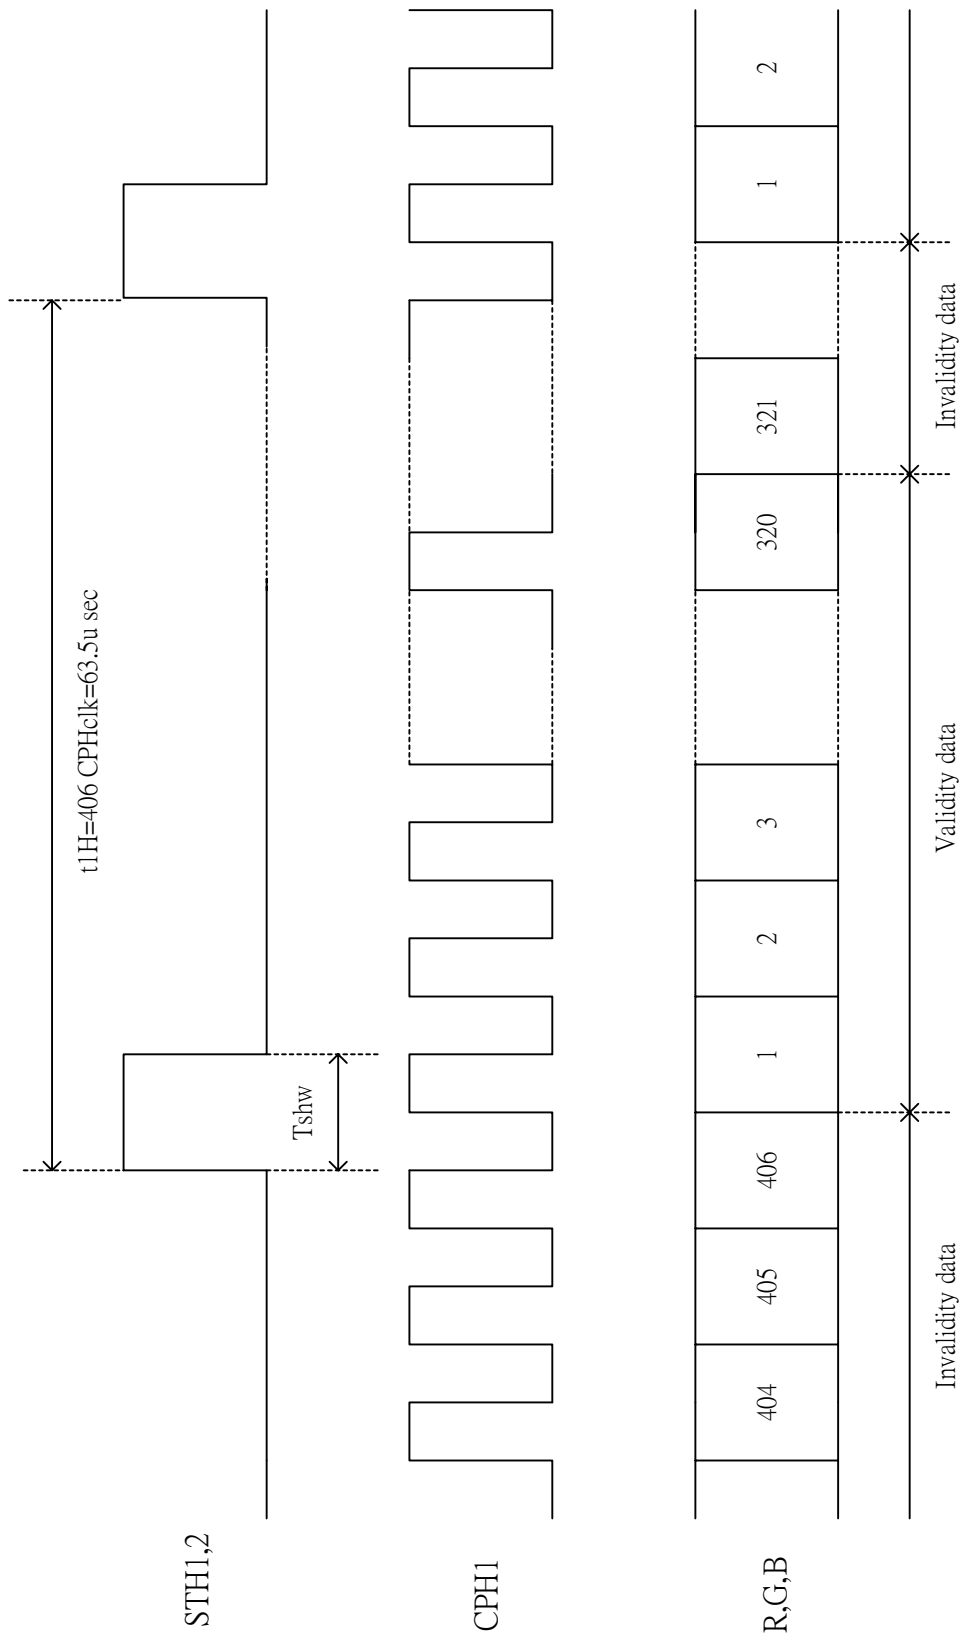 t1H=406 CPHclk=63.5u sec
STH1,2
Tshw
CPH1
R,G,B
404
405
406
1
2
3
320
321
1
2
Invalidity data
Validity data
Invalidity data